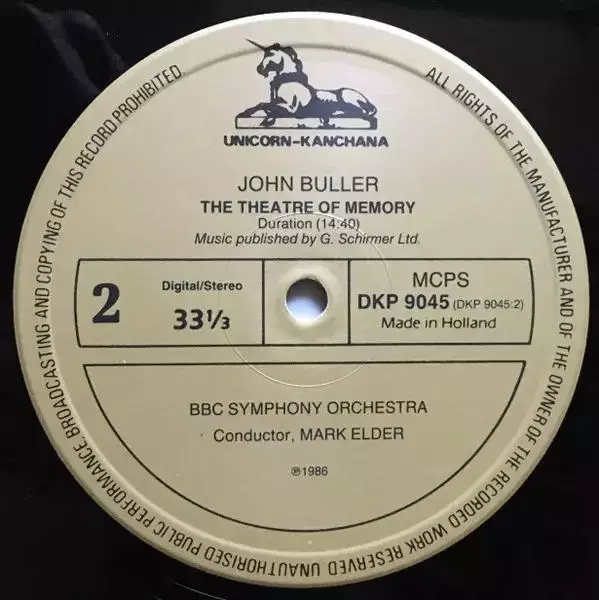 UNICORN-KANCHANA
JOHN BULLER
THE THEATRE OF MEMORY
Duration (14:40)
Music published by G. Schirmer Ltd.
2
Digital/Stereo
33⅓
MCPS
DKP 9045 (DKP 9045:2)
Made in Holland
BBC SYMPHONY ORCHESTRA
Conductor, MARK ELDER
℗1986
ALL RIGHTS OF THE MANUFACTURER AND OF THE OWNER OF THE RECORDED WORK RESERVED UNAUTHORISED PUBLIC PERFORMANCE, BROADCASTING AND COPYING OF THIS RECORD PROHIBITED.